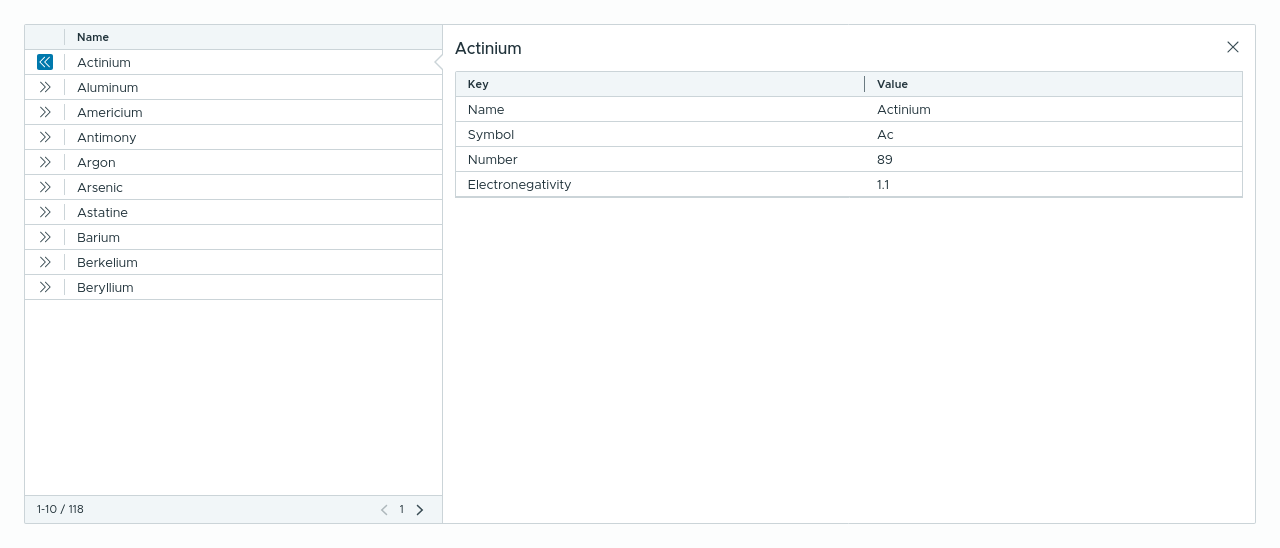 Name
Actinium
Aluminum
Americium
Antimony
Argon
Arsenic
Astatine
Barium
Berkelium
Beryllium
1-10 / 118
1
Actinium
Key Value
Name Actinium
Symbol Ac
Number 89
Electronegativity 1.1